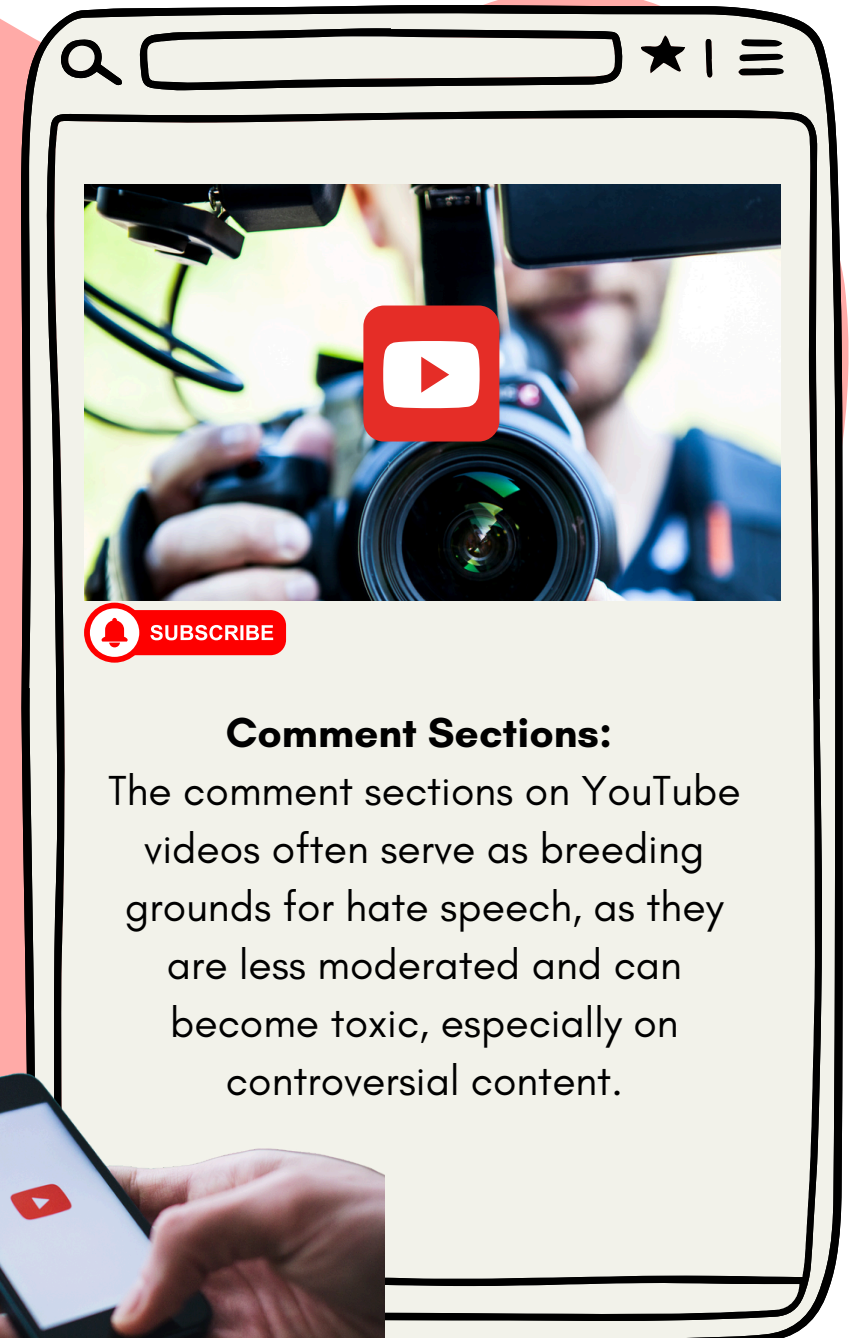 SUBSCRIBE
Comment Sections:
The comment sections on YouTube
videos often serve as breeding
grounds for hate speech, as they
are less moderated and can
become toxic, especially on
controversial content.